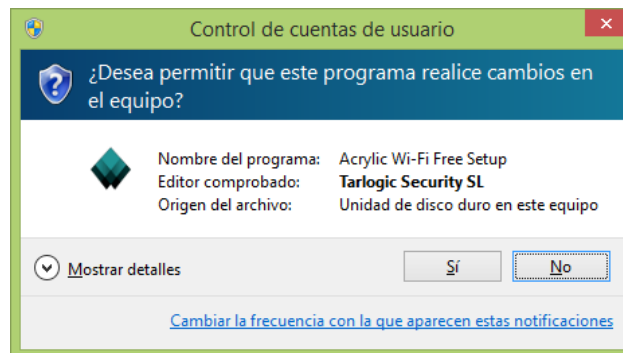 Control de cuentas de usuario
¿Desea permitir que este programa realice cambios en
el equipo?
Nombre del programa: Acrylic Wi-Fi Free Setup
Editor comprobado: Tarlogic Security SL
Origen del archivo: Unidad de disco duro en este equipo
Mostrar detalles Sí No
Cambiar la frecuencia con la que aparecen estas notificaciones